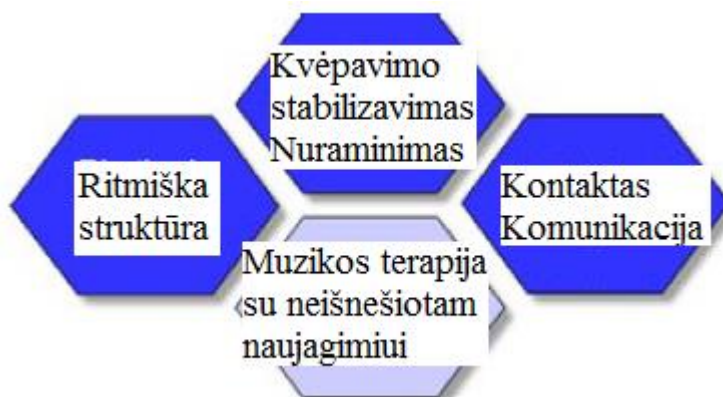 Kvėpavimo
stabilizavimas
Nuraminimas
Ritmiška
struktūra
Kontaktas
Komunikacija
Muzikos terapija
su neišnešiotam
naujagimiui